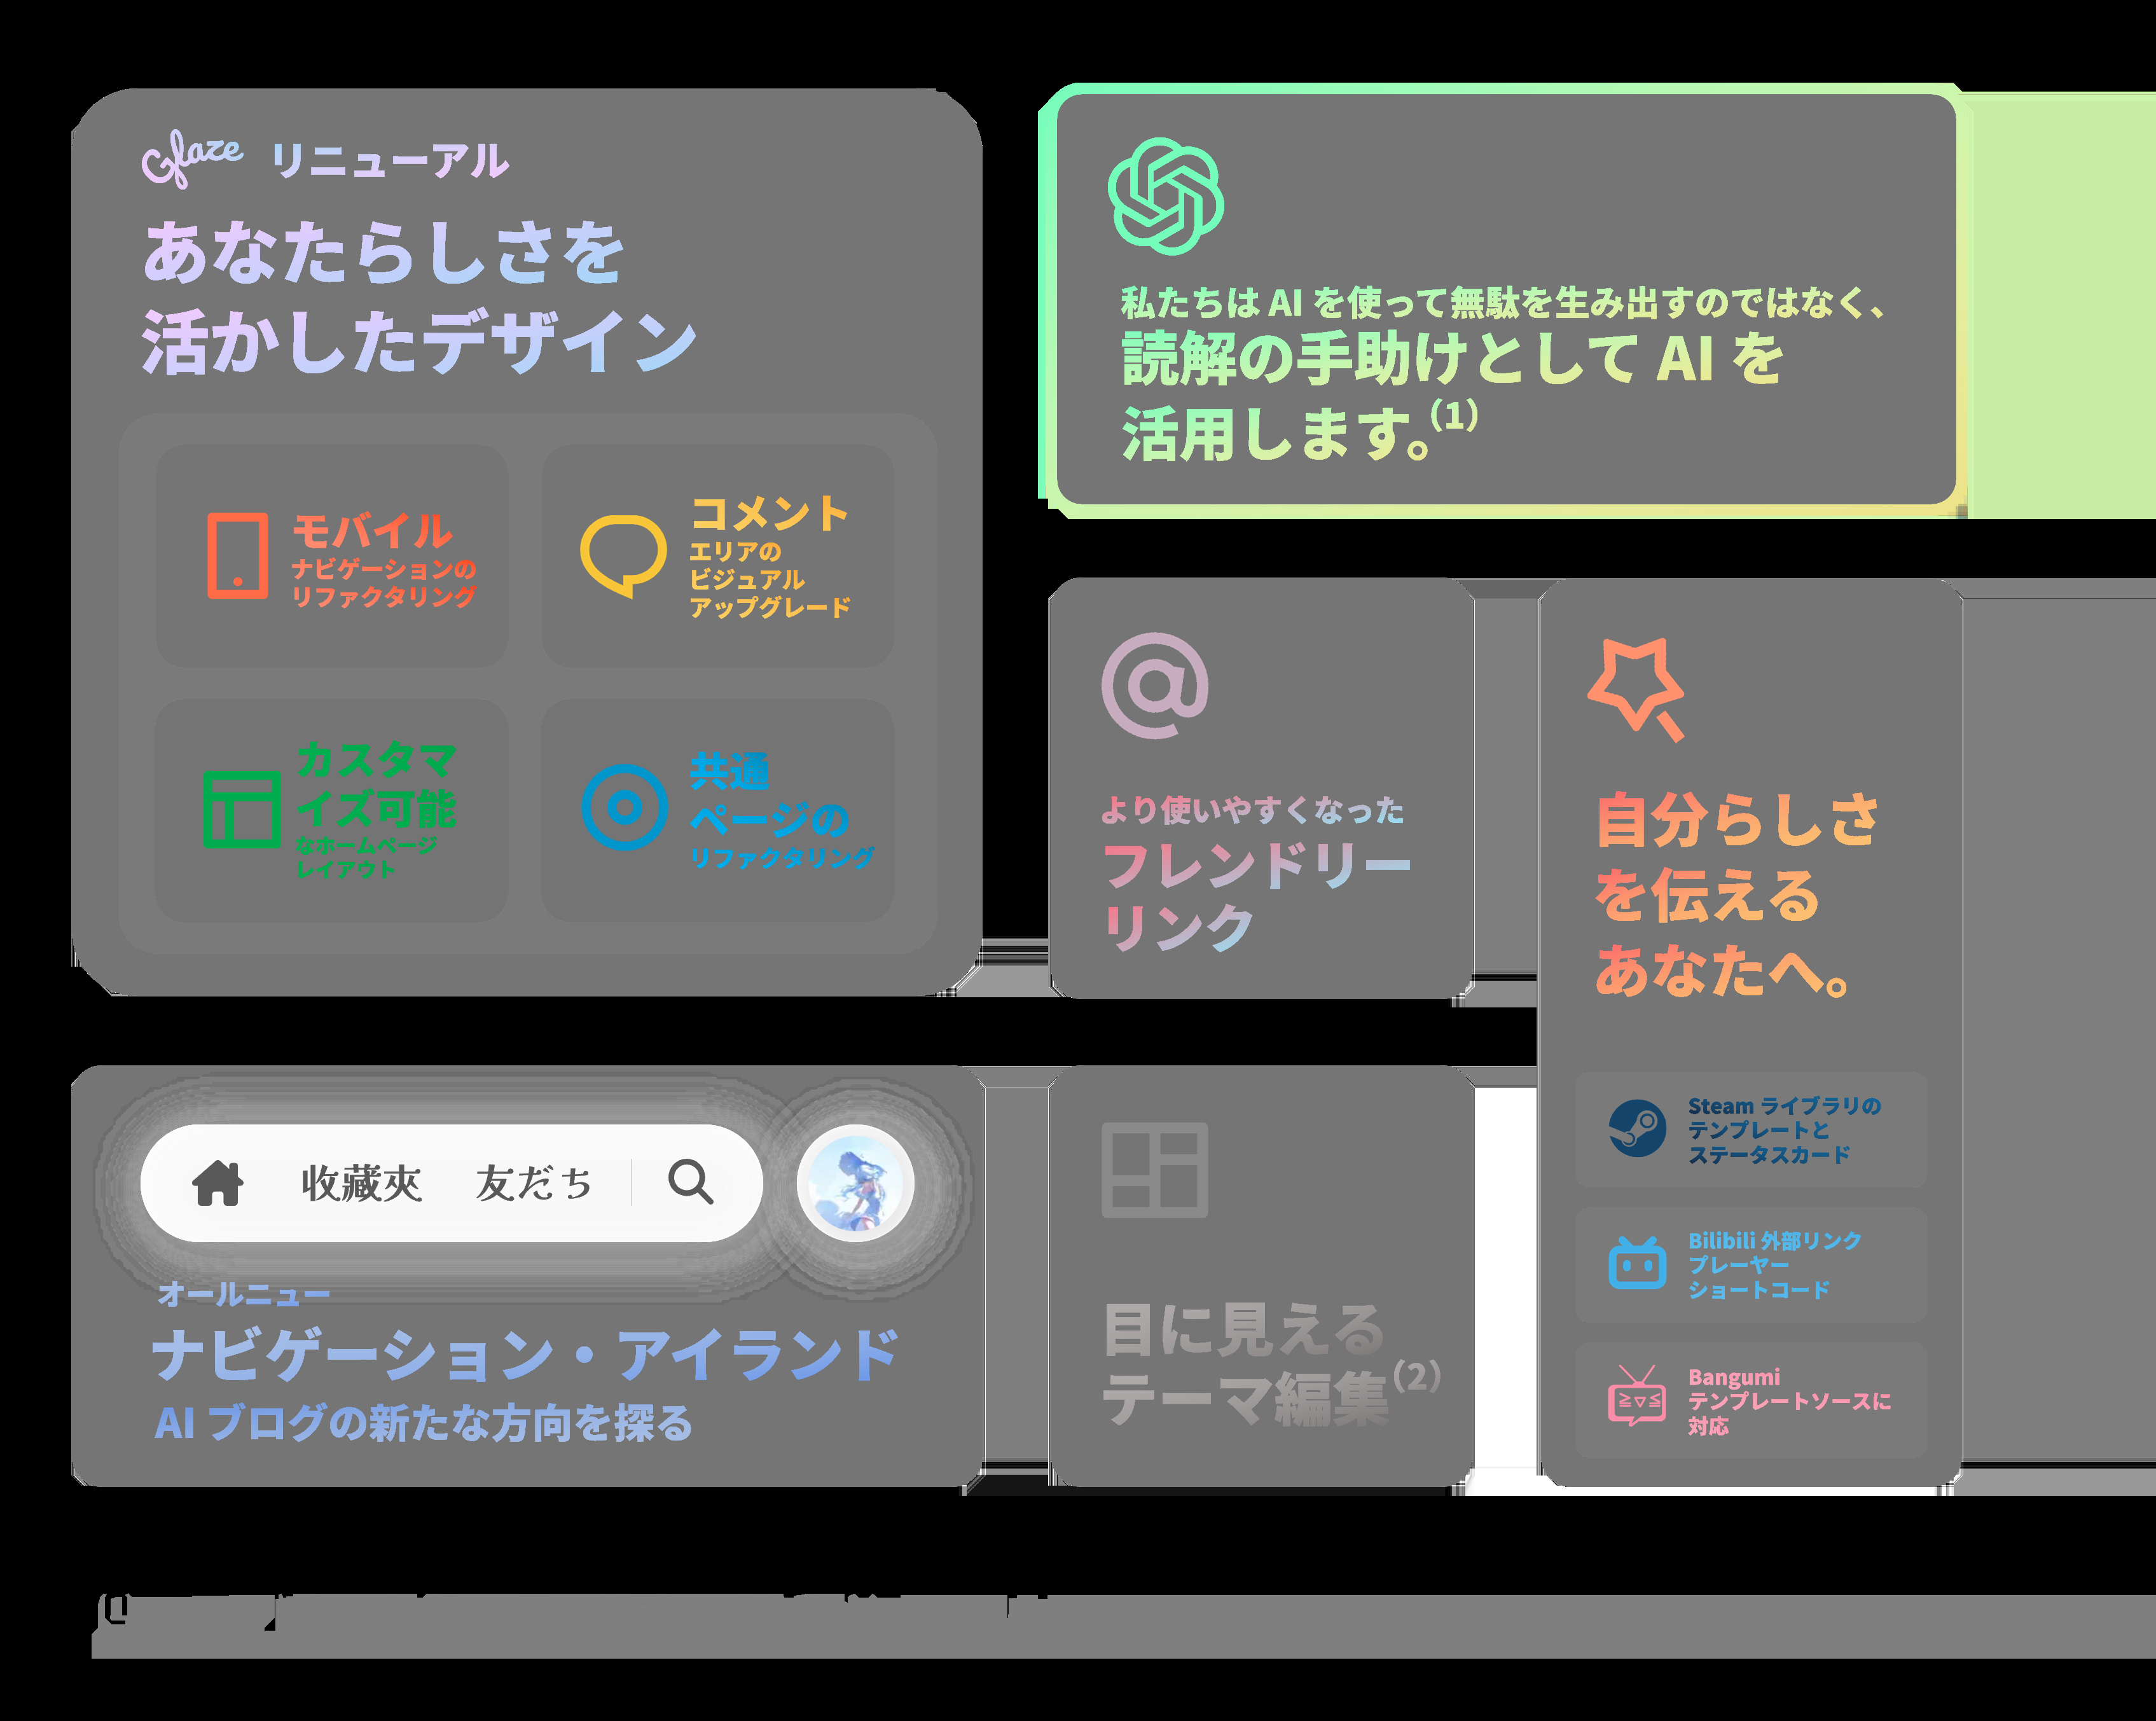 Glaze リニューアル
あなたらしさを
活かしたデザイン
モバイル
ナビゲーションの
リファクタリング
コメント
エリアの
ビジュアル
アップグレード
カスタマ
イズ可能
なホームページ
レイアウト
共通
ページの
リファクタリング
私たちは AI を使って無駄を生み出すのではなく、
読解の手助けとして AI を
活用します。(1)
より使いやすくなった
フレンドリー
リンク
自分らしさ
を伝える
あなたへ。
Steam ライブラリの
テンプレートと
ステータスカード
Bilibili 外部リンク
プレーヤー
ショートコード
Bangumi
テンプレートソースに
対応
收藏夾 友だち
オールニュー
ナビゲーション・アイランド
AI ブログの新たな方向を探る
目に見える
テーマ編集(2)